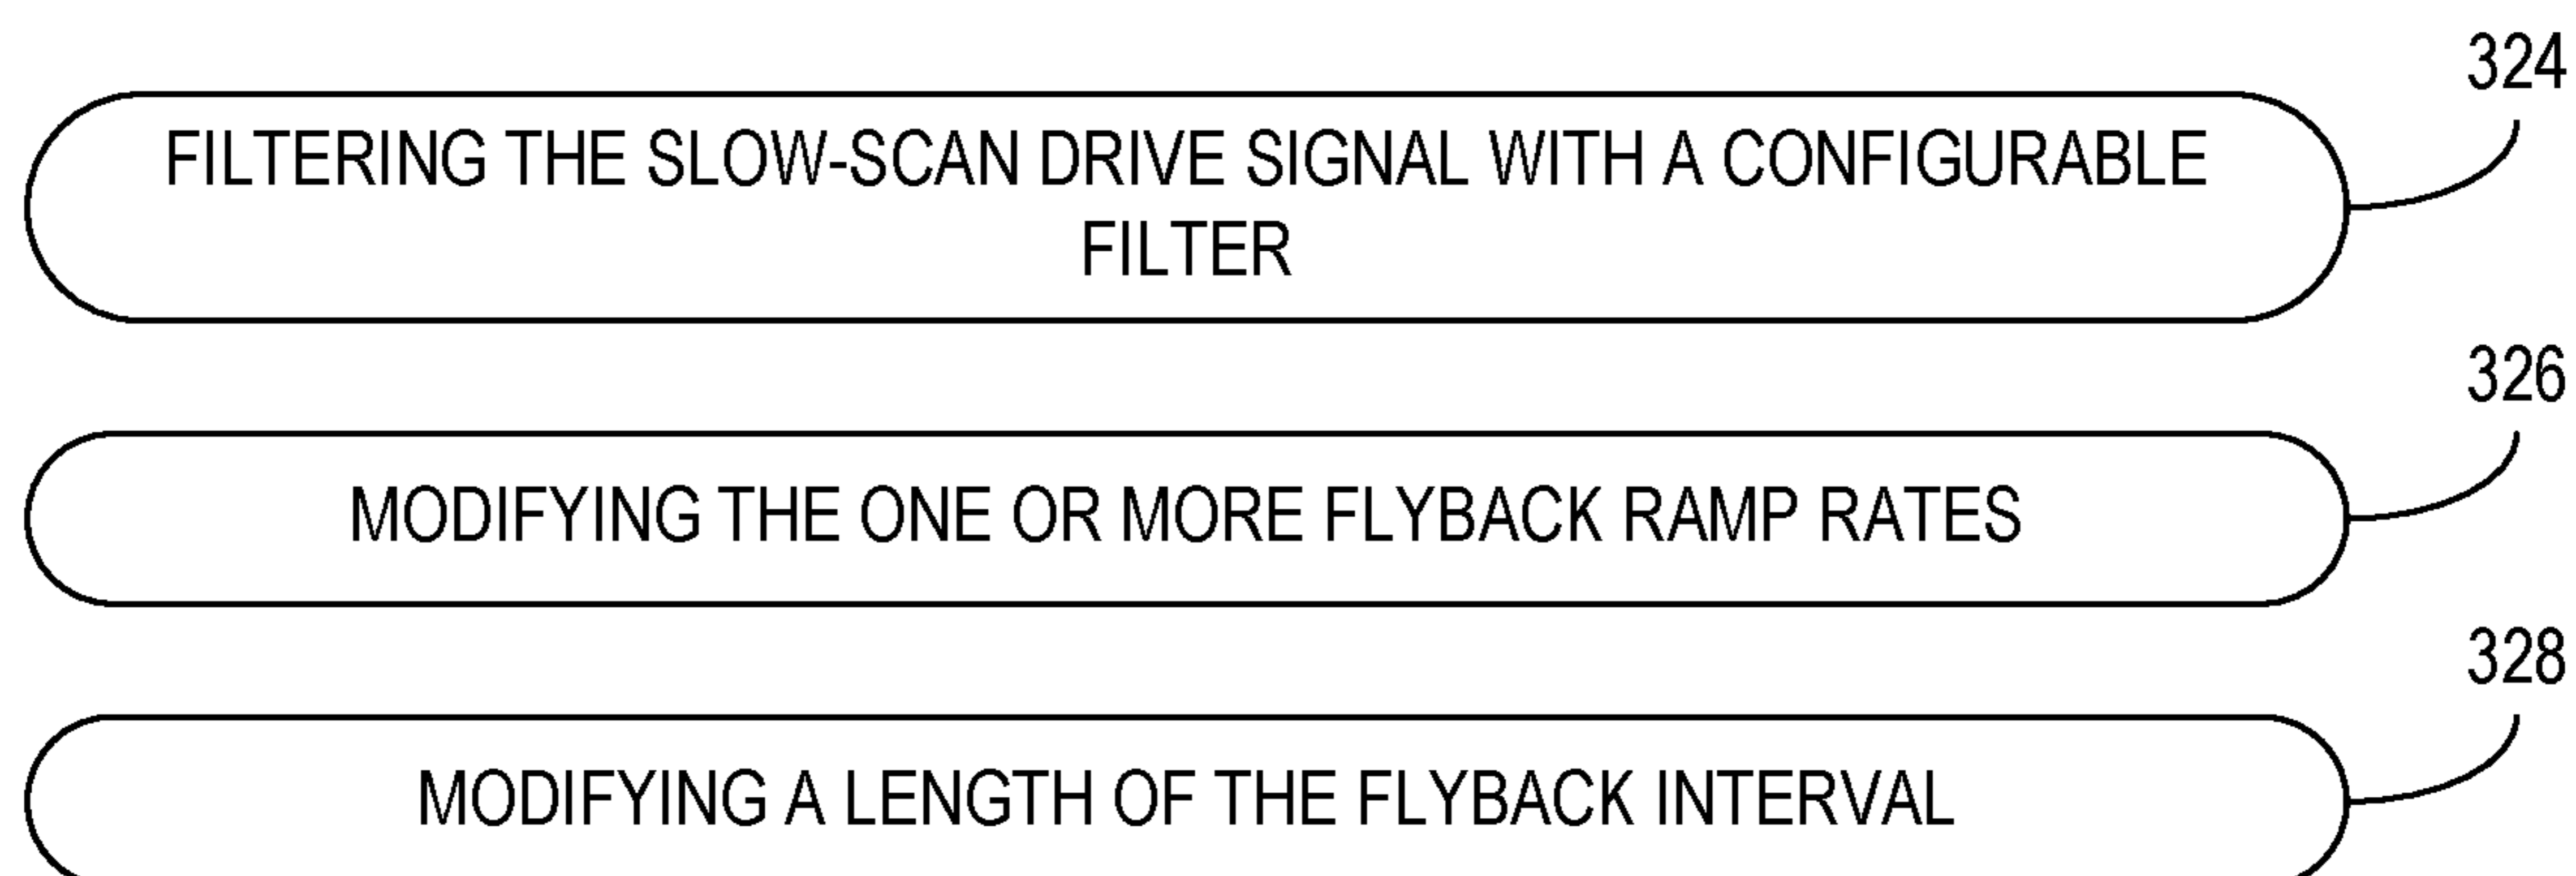 324
FILTERING THE SLOW-SCAN DRIVE SIGNAL WITH A CONFIGURABLE
FILTER
326
MODIFYING THE ONE OR MORE FLYBACK RAMP RATES
328
MODIFYING A LENGTH OF THE FLYBACK INTERVAL